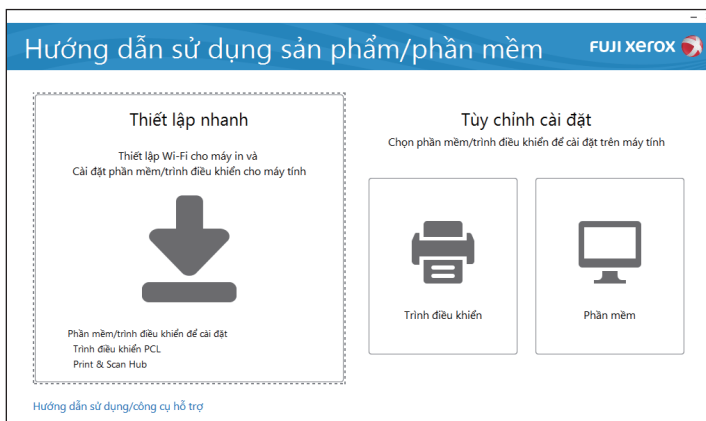 Hướng dẫn sử dụng sản phẩm/phần mềm
FUJI xerox
Thiết lập nhanh
Thiết lập Wi-Fi cho máy in và
Cài đặt phần mềm/trình điều khiển cho máy tính
Phần mềm/trình điều khiển để cài đặt
Trình điều khiển PCL
Print & Scan Hub
Tùy chỉnh cài đặt
Chọn phần mềm/trình điều khiển để cài đặt trên máy tính
Trình điều khiển
Phần mềm
Hướng dẫn sử dụng/công cụ hỗ trợ